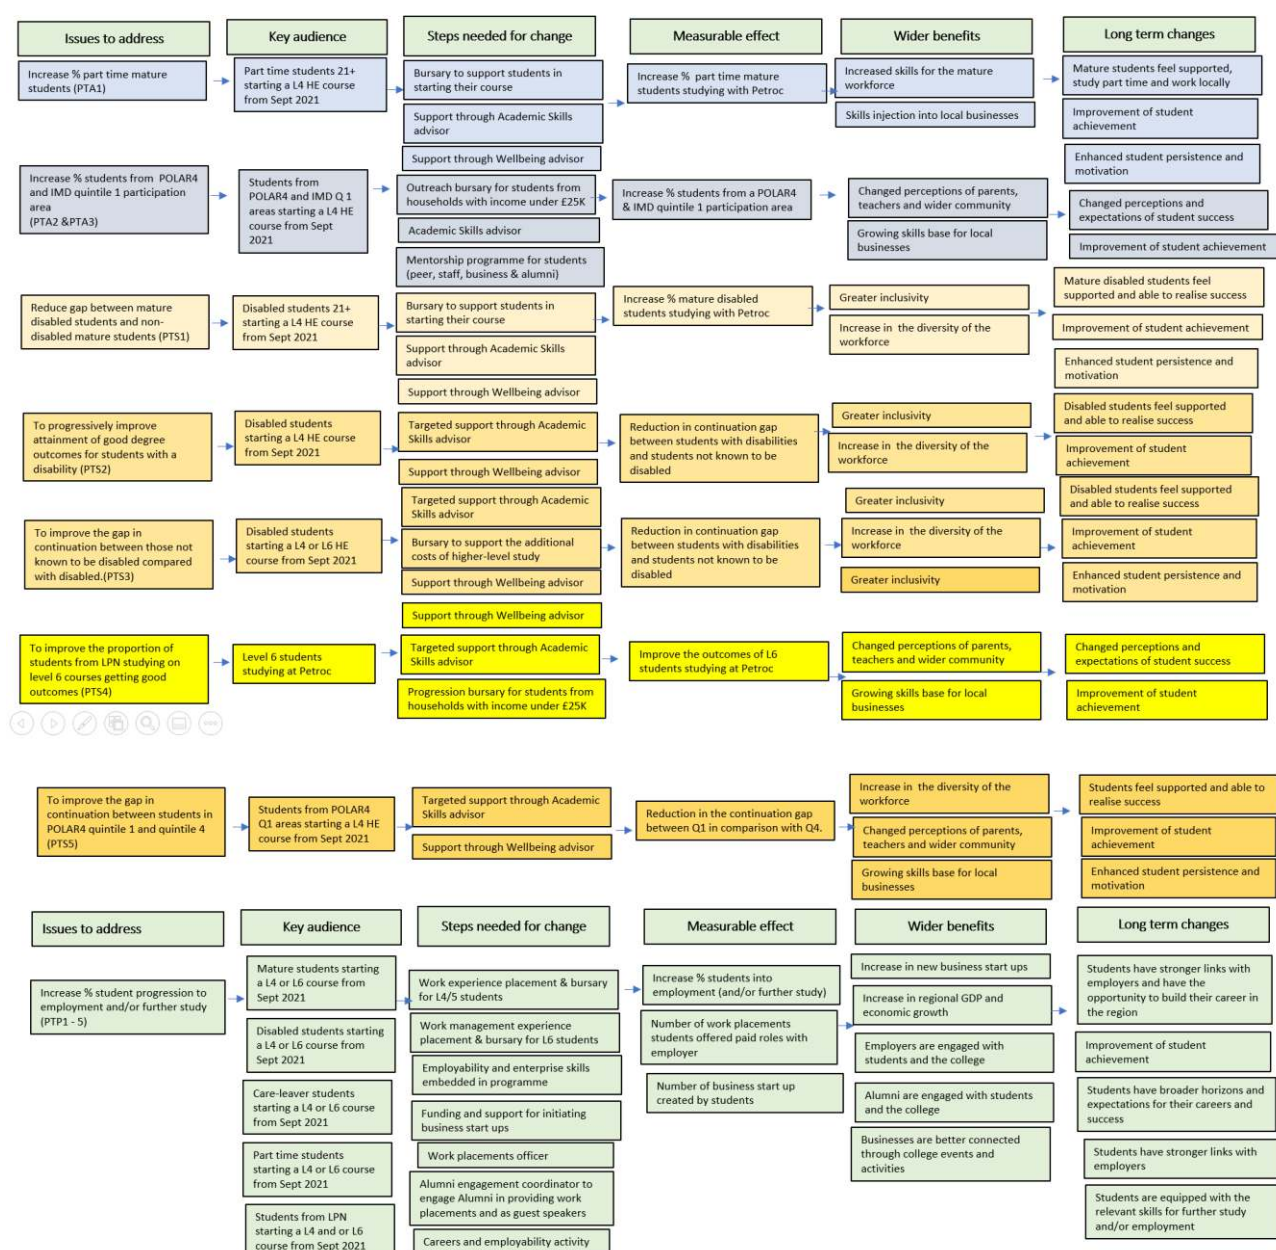 Issues to address
Key audience
Steps needed for change
Measurable effect
Wider benefits
Long term changes
Increase % part time mature
students (PTA1)
Part time students 21+
starting a L4 HE course
from Sept 2021
Bursary to support students in
starting their course
Support through Academic Skills
advisor
Support through Wellbeing advisor
Increase %  part time mature
students studying with Petroc
Increased skills for the mature
workforce
Skills injection into local businesses
Mature students feel supported,
study part time and work locally
Improvement of student
achievement
Enhanced student persistence and
motivation
Increase % students from  POLAR4
and IMD quintile 1 participation
area
(PTA2 &PTA3)
Students from
POLAR4 and IMD Q 1
areas starting a L4 HE
course from Sept
2021
Outreach bursary for students from
households with income under £25K
Academic Skills advisor
Mentorship programme for students
(peer, staff, business & alumni)
Increase % students from a POLAR4
& IMD quintile 1 participation area
Changed perceptions of parents,
teachers and wider community
Growing skills base for local
businesses
Changed perceptions and
expectations of student success
Improvement of student achievement
Reduce gap between mature
disabled students and non-
disabled mature students (PTS1)
Disabled students 21+
starting a L4 HE course
from Sept 2021
Bursary to support students in
starting their course
Support through Academic Skills
advisor
Support through Wellbeing advisor
Increase % mature disabled
students studying with Petroc
Greater inclusivity
Increase in  the diversity of the
workforce
Mature disabled students feel
supported and able to realise success
Improvement of student achievement
Enhanced student persistence and
motivation
To progressively improve
attainment of good degree
outcomes for students with a
disability (PTS2)
Disabled students
starting a L4 HE course
from Sept 2021
Targeted support through Academic
Skills advisor
Support through Wellbeing advisor
Reduction in continuation gap
between students with disabilities
and students not known to be
disabled
Greater inclusivity
Increase in  the diversity of the
workforce
Disabled students feel supported
and able to realise success
Improvement of student
achievement
To improve the gap in
continuation between those not
known to be disabled compared
with disabled.(PTS3)
Disabled students
starting a L4 or L6 HE
course from Sept 2021
Targeted support through Academic
Skills advisor
Bursary to support the additional
costs of higher-level study
Support through Wellbeing advisor
Reduction in continuation gap
between students with disabilities
and students not known to be
disabled
Greater inclusivity
Increase in  the diversity of the
workforce
Greater inclusivity
Disabled students feel supported
and able to realise success
Improvement of student
achievement
Enhanced student persistence and
motivation
To improve the proportion of
students from LPN studying on
level 6 courses getting good
outcomes (PTS4)
Level 6 students
studying at Petroc
Support through Wellbeing advisor
Targeted support through Academic
Skills advisor
Progression bursary for students from
households with income under £25K
Improve the outcomes of L6
students studying at Petroc
Changed perceptions of parents,
teachers and wider community
Growing skills base for local
businesses
Changed perceptions and
expectations of student success
Improvement of student
achievement
To improve the gap in
continuation between students in
POLAR4 quintile 1 and quintile 4
(PTS5)
Students from POLAR4
Q1 areas starting a L4 HE
course from Sept 2021
Targeted support through Academic
Skills advisor
Support through Wellbeing advisor
Reduction in the continuation gap
between Q1 in comparison with Q4.
Increase in  the diversity of the
workforce
Changed perceptions of parents,
teachers and wider community
Growing skills base for local
businesses
Students feel supported and able to
realise success
Improvement of student
achievement
Enhanced student persistence and
motivation
Issues to address
Key audience
Steps needed for change
Measurable effect
Wider benefits
Long term changes
Increase % student progression to
employment and/or further study
(PTP1 - 5)
Mature students starting
a L4 or L6 course from
Sept 2021
Disabled students starting
a L4 or L6 course from
Sept 2021
Care-leaver students
starting a L4 or L6 course
from Sept 2021
Part time students
starting a L4 or L6 course
from Sept 2021
Students from LPN
starting a L4 and or L6
course from Sept 2021
Work experience placement & bursary
for L4/5 students
Work management experience
placement & bursary for L6 students
Employability and enterprise skills
embedded in programme
Funding and support for initiating
business start ups
Work placements officer
Alumni engagement coordinator to
engage Alumni in providing work
placements and as guest speakers
Careers and employability activity
Increase % students into
employment (and/or further study)
Number of work placements
students offered paid roles with
employer
Number of business start up
created by students
Increase in new business start ups
Increase in regional GDP and
economic growth
Employers are engaged with
students and the college
Alumni are engaged with students
and the college
Businesses are better connected
through college events and
activities
Students have stronger links with
employers and have the
opportunity to build their career in
the region
Improvement of student
achievement
Students have broader horizons and
expectations for their careers and
success
Students have stronger links with
employers
Students are equipped with the
relevant skills for further study
and/or employment